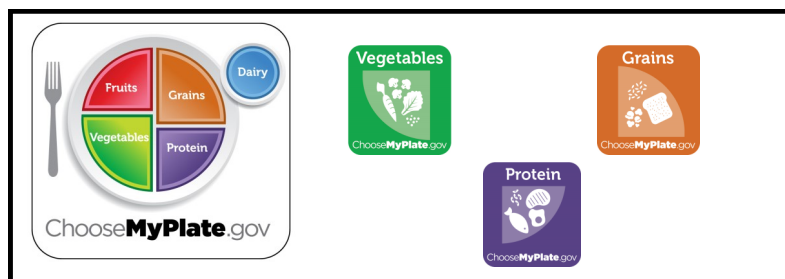 Fruits
Grains
Dairy
Vegetables
Protein
ChooseMyPlate.gov
Vegetables
ChooseMyPlate.gov
Grains
ChooseMyPlate.gov
Protein
ChooseMyPlate.gov